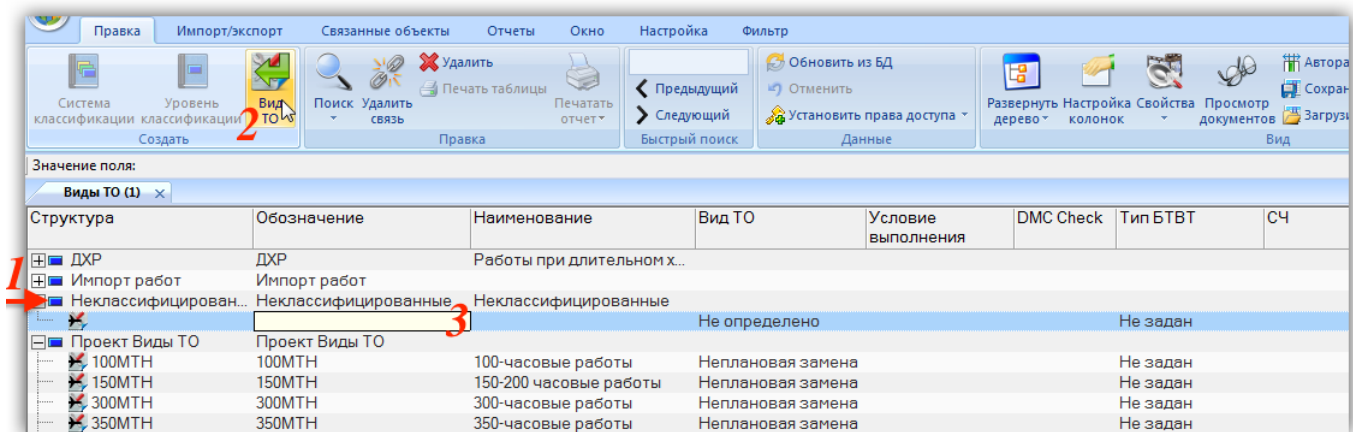 Правка Импорт/экспорт Связанные объекты Отчеты Окно Настройка Фильтр
Система классификации
Уровень классификации
Вид ТО
2
Создать
Поиск
Удалить связь
Удалить
Печать таблицы
Печатать отчет
Правка
Предыдущий
Следующий
Быстрый поиск
Обновить из БД
Отменить
Установить права доступа
Данные
Развернуть дерево
Настройка колонок
Свойства
Просмотр документов
Вид
Значение поля:
Виды ТО (1)
Структура Обозначение Наименование Вид ТО Условие выполнения DMC Check Тип БТВТ СЧ
ДХР ДХР Работы при длительном х...
1
Импорт работ Импорт работ
Неклассифицирован... Неклассифицированные Неклассифицированные
3 Не определено Не задан
Проект Виды ТО Проект Виды ТО
100МТН 100МТН 100-часовые работы Неплановая замена Не задан
150МТН 150МТН 150-200 часовые работы Неплановая замена Не задан
300МТН 300МТН 300-часовые работы Неплановая замена Не задан
350МТН 350МТН 350-часовые работы Неплановая замена Не задан